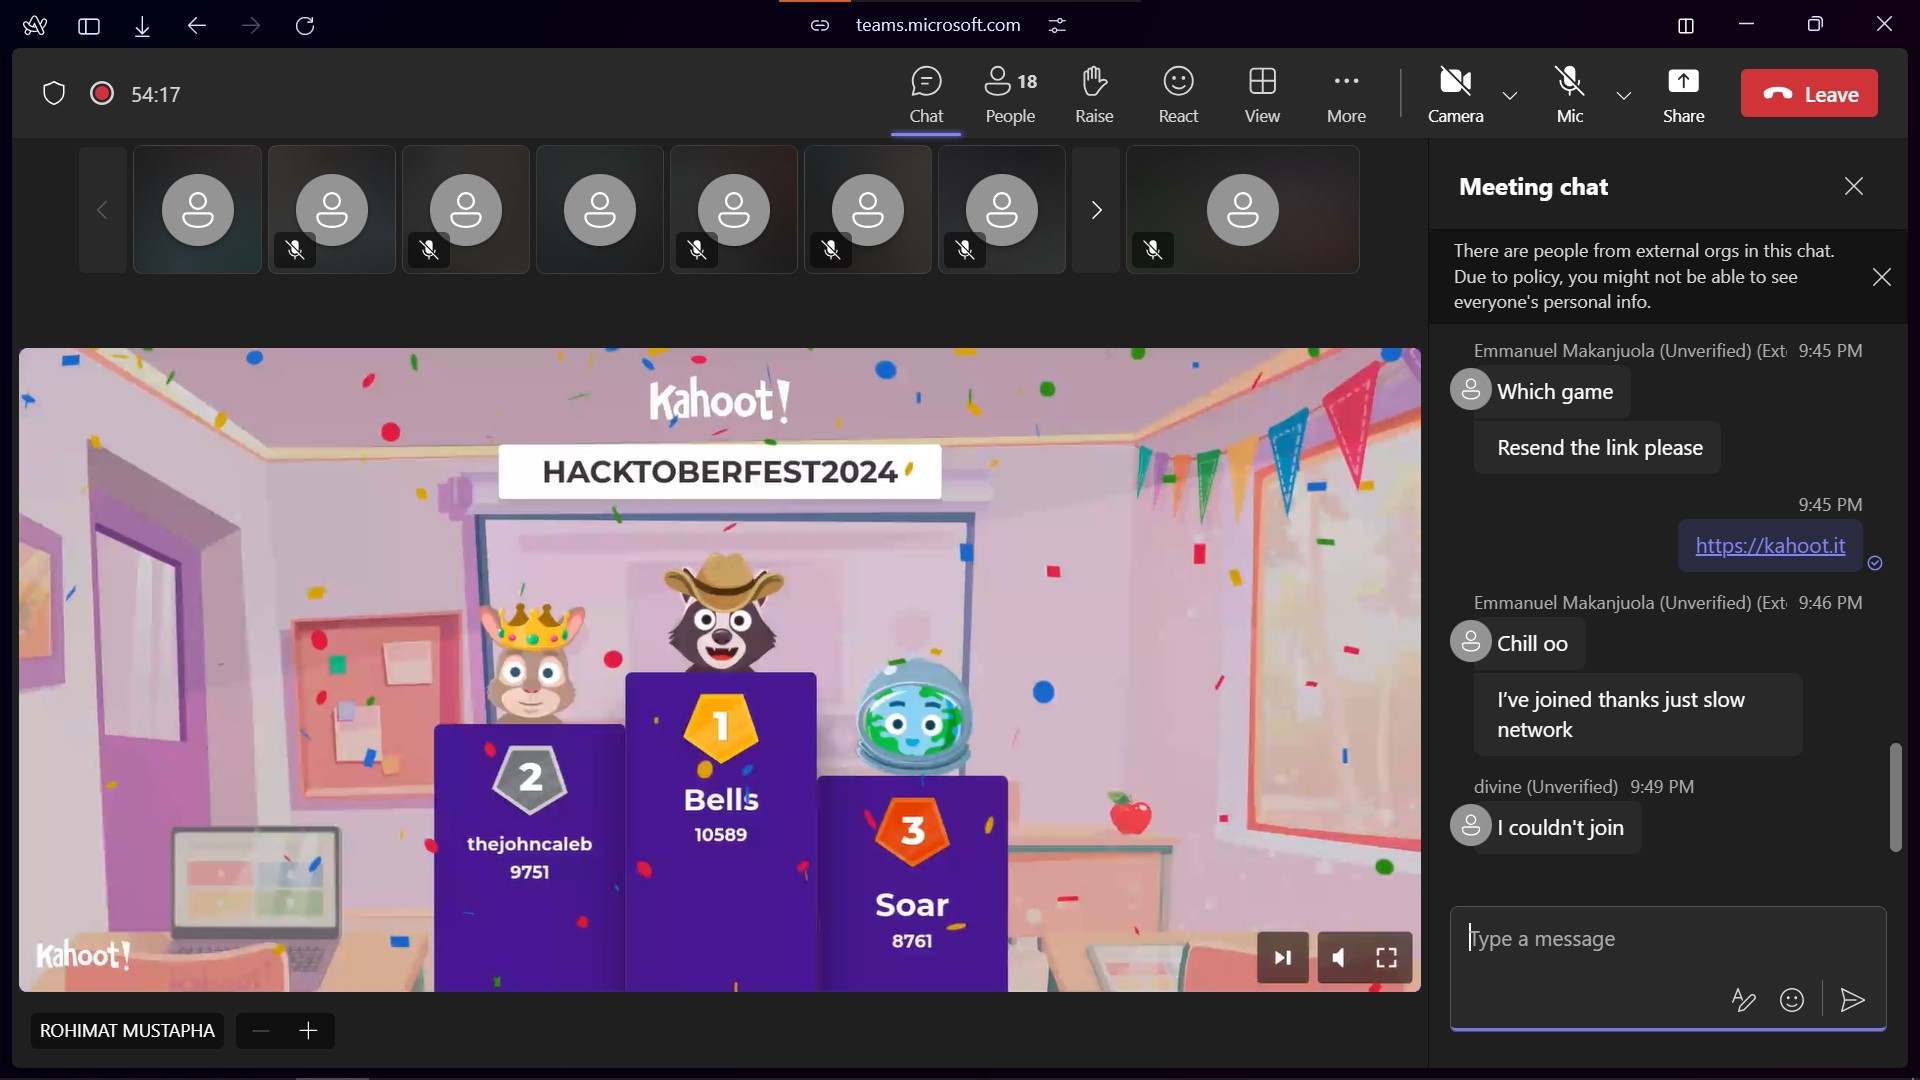 teams.microsoft.com
54:17
Chat
18
People
Raise
React
View
More
Camera
Mic
Share
Leave
Meeting chat
There are people from external orgs in this chat.
Due to policy, you might not be able to see
everyone's personal info.
Emmanuel Makanjuola (Unverified) (Ext 9:45 PM
Which game
Resend the link please
9:45 PM
https://kahoot.it
Emmanuel Makanjuola (Unverified) (Ext 9:46 PM
Chill oo
I've joined thanks just slow
network
divine (Unverified) 9:49 PM
I couldn't join
Type a message
Kahoot!
HACKTOBERFEST2024
1
Bells
10589
2
thejohncaleb
9751
3
Soar
8761
Kahoot!
ROHIMAT MUSTAPHA